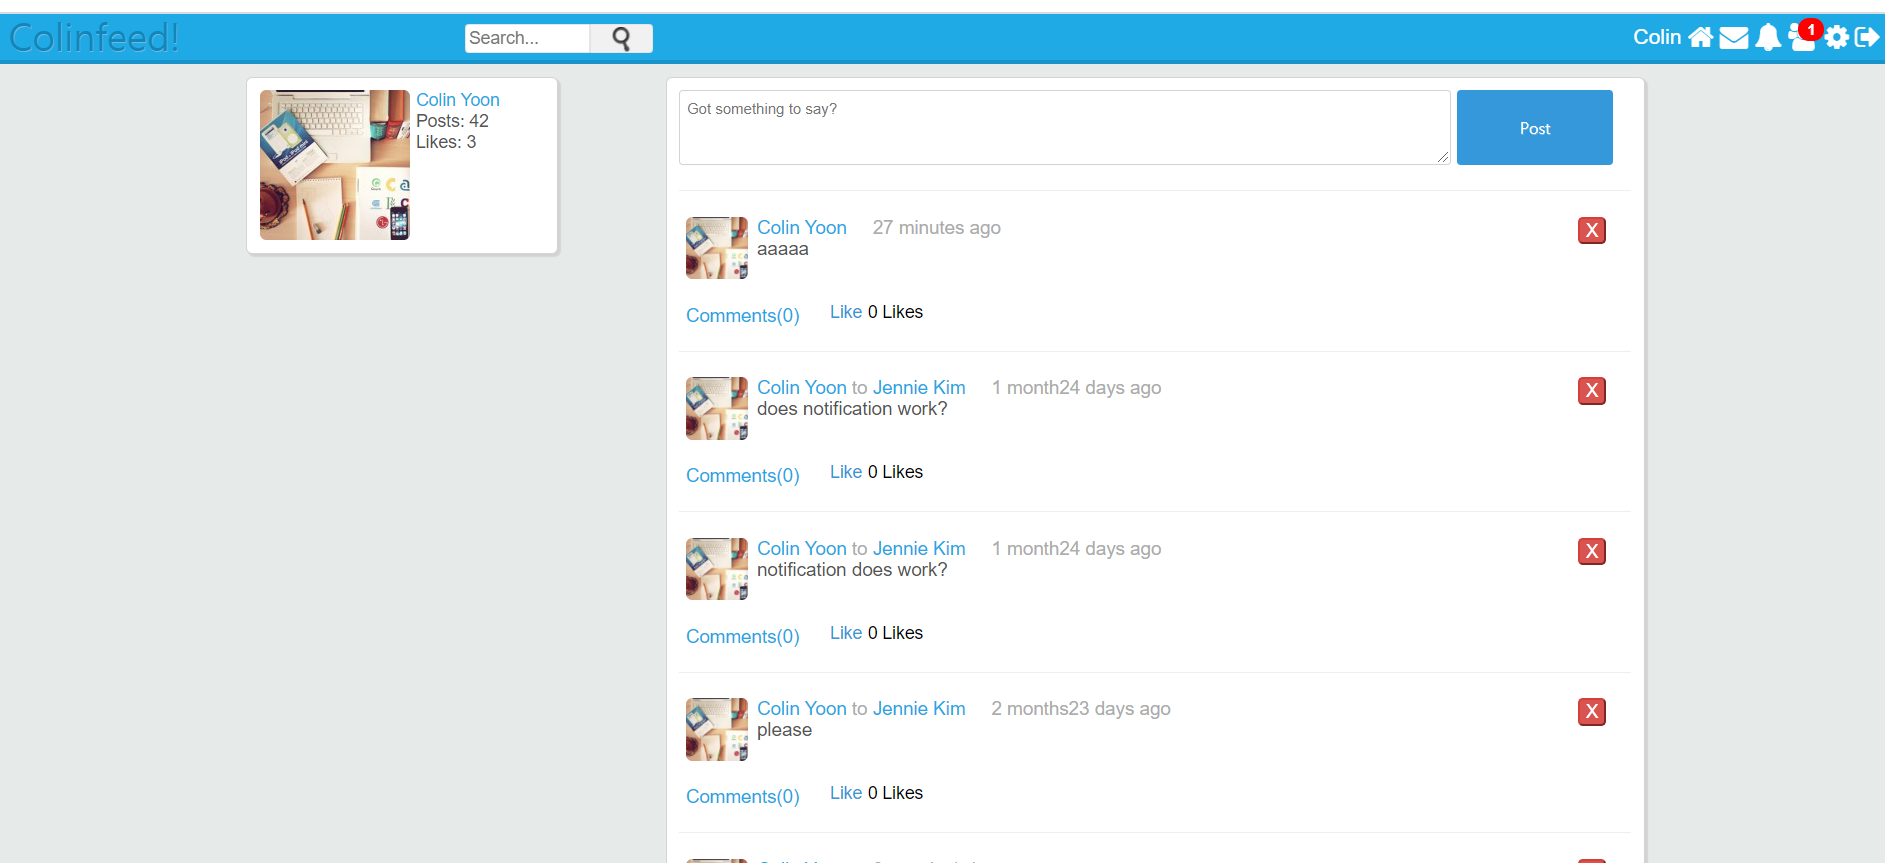 Colinfeed!
Search...
Colin
1
Colin Yoon
Posts: 42
Likes: 3
Got something to say?
Post
Colin Yoon 27 minutes ago
X
aaaaa
Comments(0) Like 0 Likes
Colin Yoon to Jennie Kim 1 month24 days ago
X
does notification work?
Comments(0) Like 0 Likes
Colin Yoon to Jennie Kim 1 month24 days ago
X
notification does work?
Comments(0) Like 0 Likes
Colin Yoon to Jennie Kim 2 months23 days ago
X
please
Comments(0) Like 0 Likes